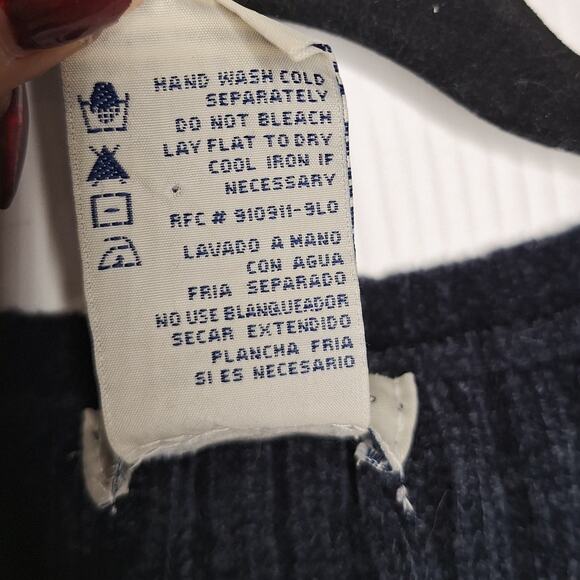 HAND WASH COLD
SEPARATELY
DO NOT BLEACH
LAY FLAT TO DRY
COOL IRON IF
NECESSARY
RFC # 910911-9L0
LAVADO A MANO
CON AGUA
FRIA SEPARADO
NO USE BLANQUEADOR
SECAR EXTENDIDO
PLANCHA FRIA
SI ES NECESARIO